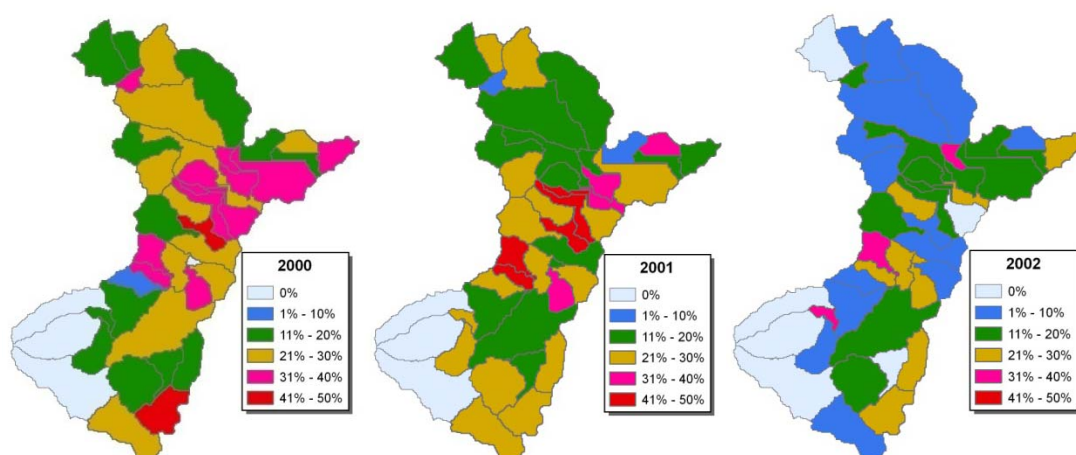 2000
0%
1% - 10%
11% - 20%
21% - 30%
31% - 40%
41% - 50%
2001
0%
1% - 10%
11% - 20%
21% - 30%
31% - 40%
41% - 50%
2002
0%
1% - 10%
11% - 20%
21% - 30%
31% - 40%
41% - 50%